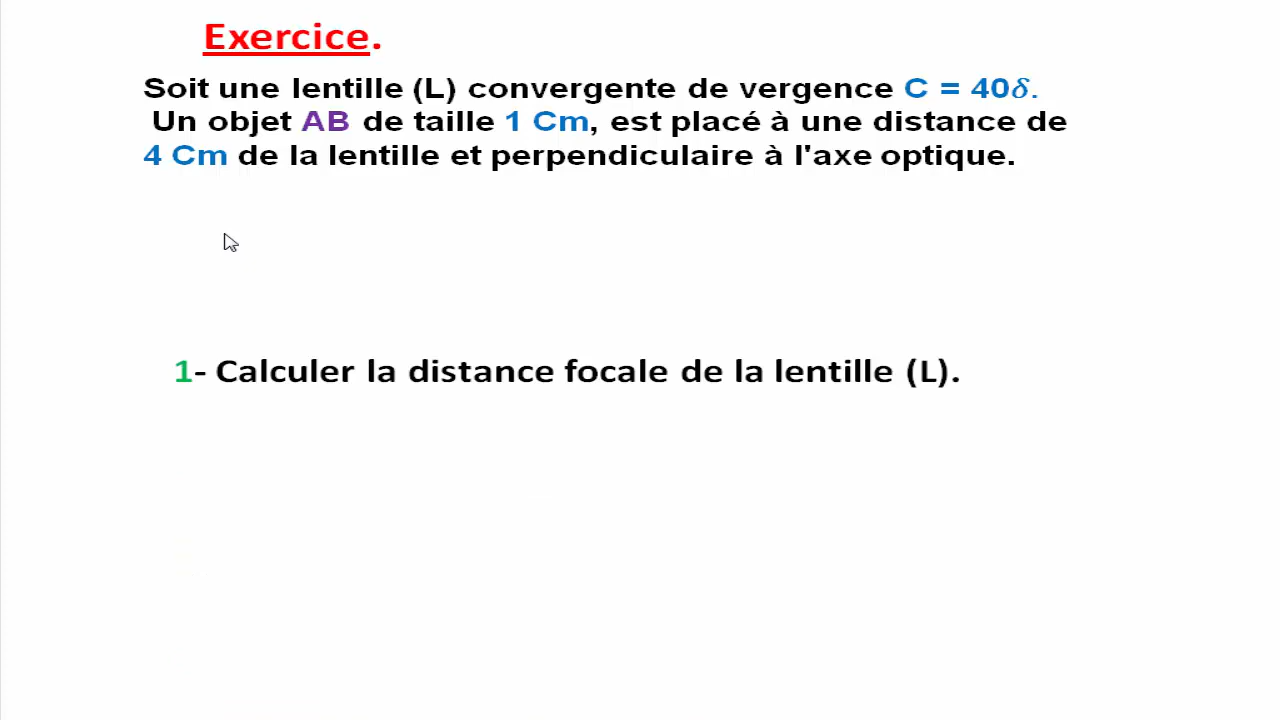 Exercice.
Soit une lentille (L) convergente de vergence C = 40δ.
Un objet AB de taille 1 Cm, est placé à une distance de
4 Cm de la lentille et perpendiculaire à l'axe optique.
1- Calculer la distance focale de la lentille (L).